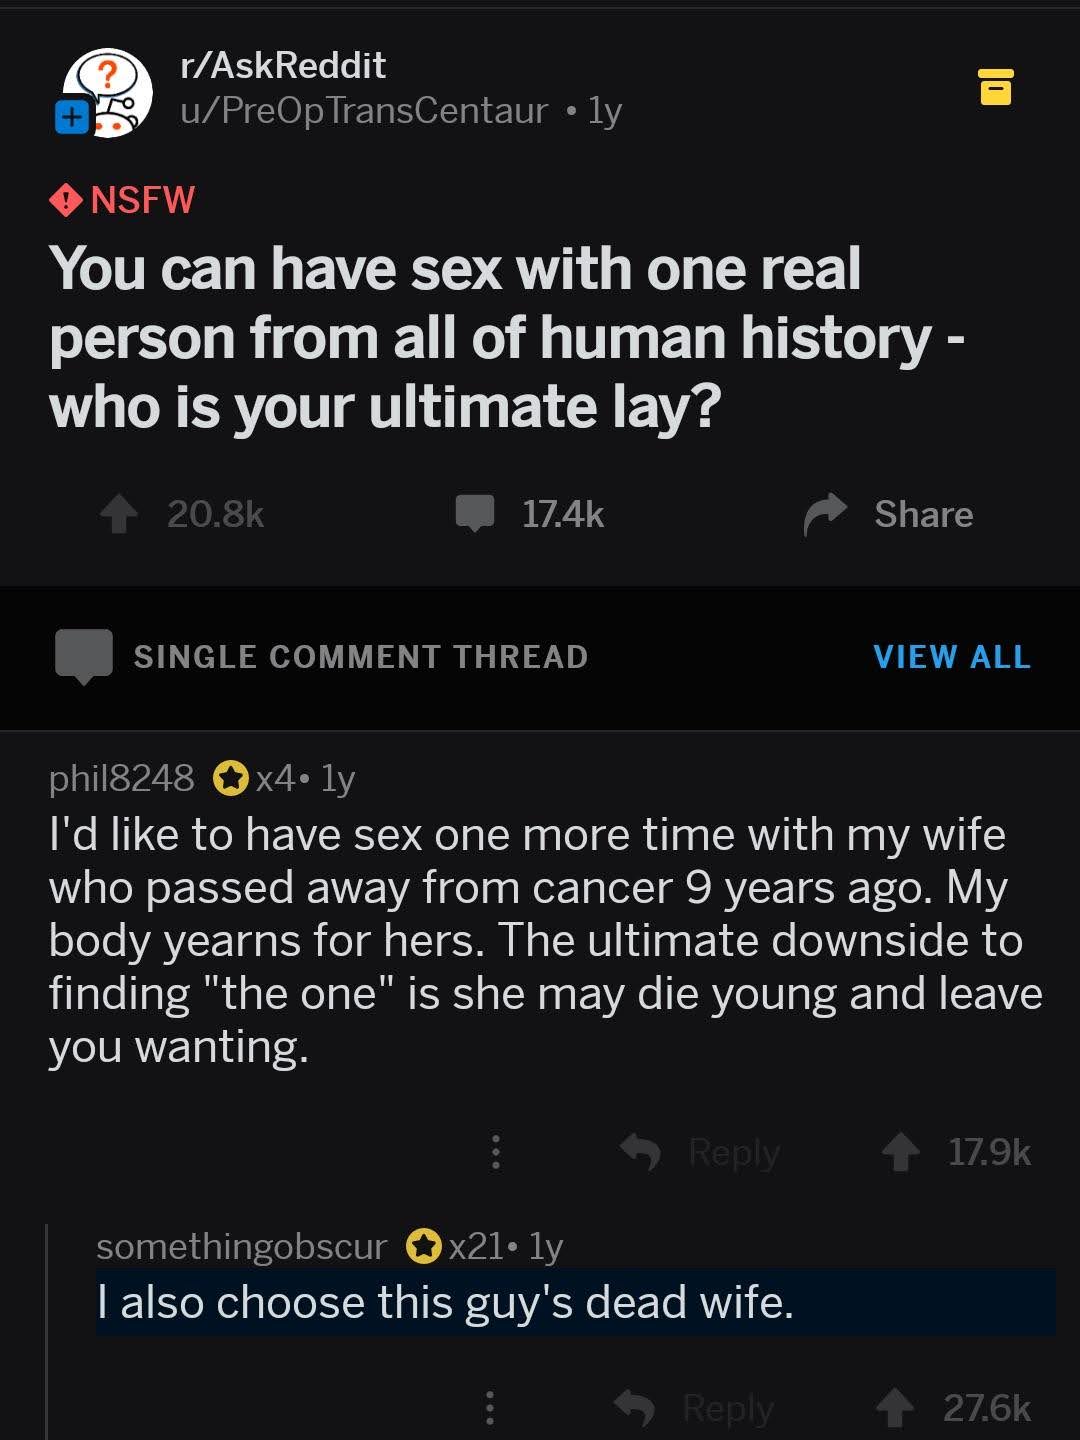 r/AskReddit
u/PreOpTransCentaur • 1y
NSFW
You can have sex with one real
person from all of human history -
who is your ultimate lay?
20.8k 17.4k Share
SINGLE COMMENT THREAD VIEW ALL
phil8248 x4 • 1y
I'd like to have sex one more time with my wife
who passed away from cancer 9 years ago. My
body yearns for hers. The ultimate downside to
finding "the one" is she may die young and leave
you wanting.
Reply 17.9k
somethingobscur x21 • 1y
I also choose this guy's dead wife.
Reply 27.6k